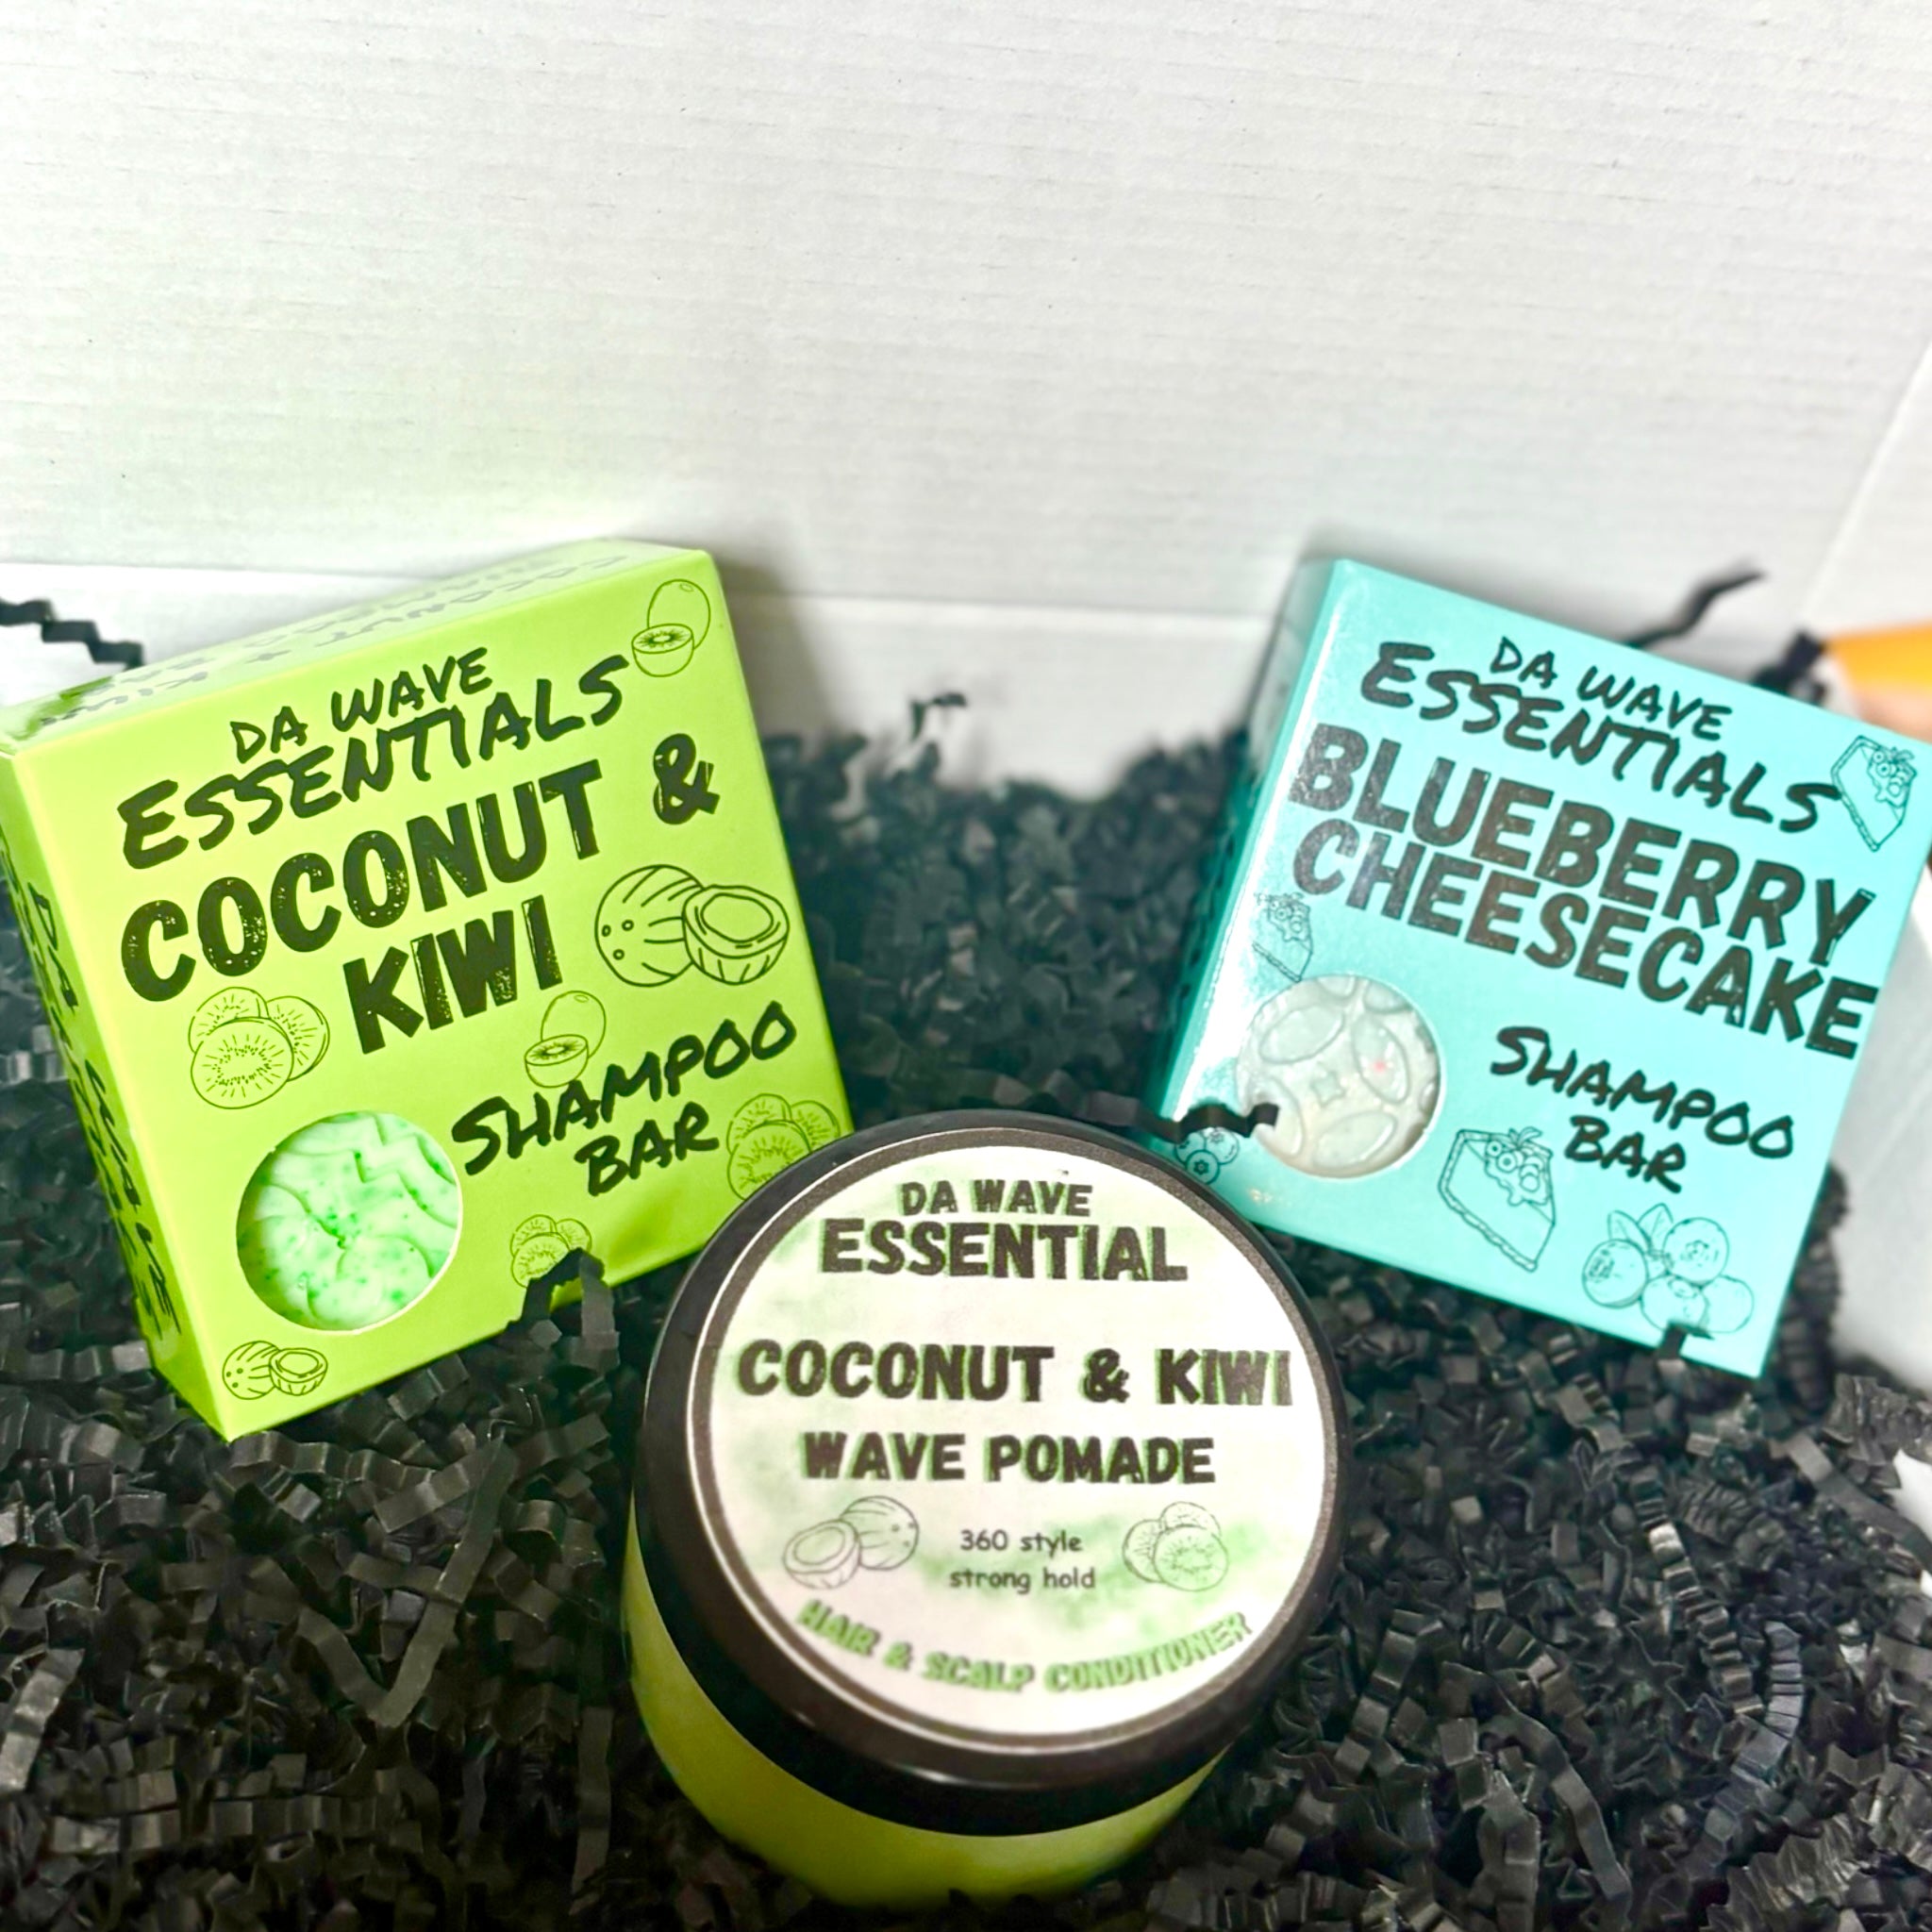 DA WAVE
ESSENTIALS
COCONUT &
KIWI
SHAMPOO
BAR
DA WAVE
ESSENTIALS
BLUEBERRY
CHEESECAKE
SHAMPOO
BAR
DA WAVE
ESSENTIAL
COCONUT & KIWI
WAVE POMADE
360 style
strong hold
HAIR & SCALP CONDITIONER